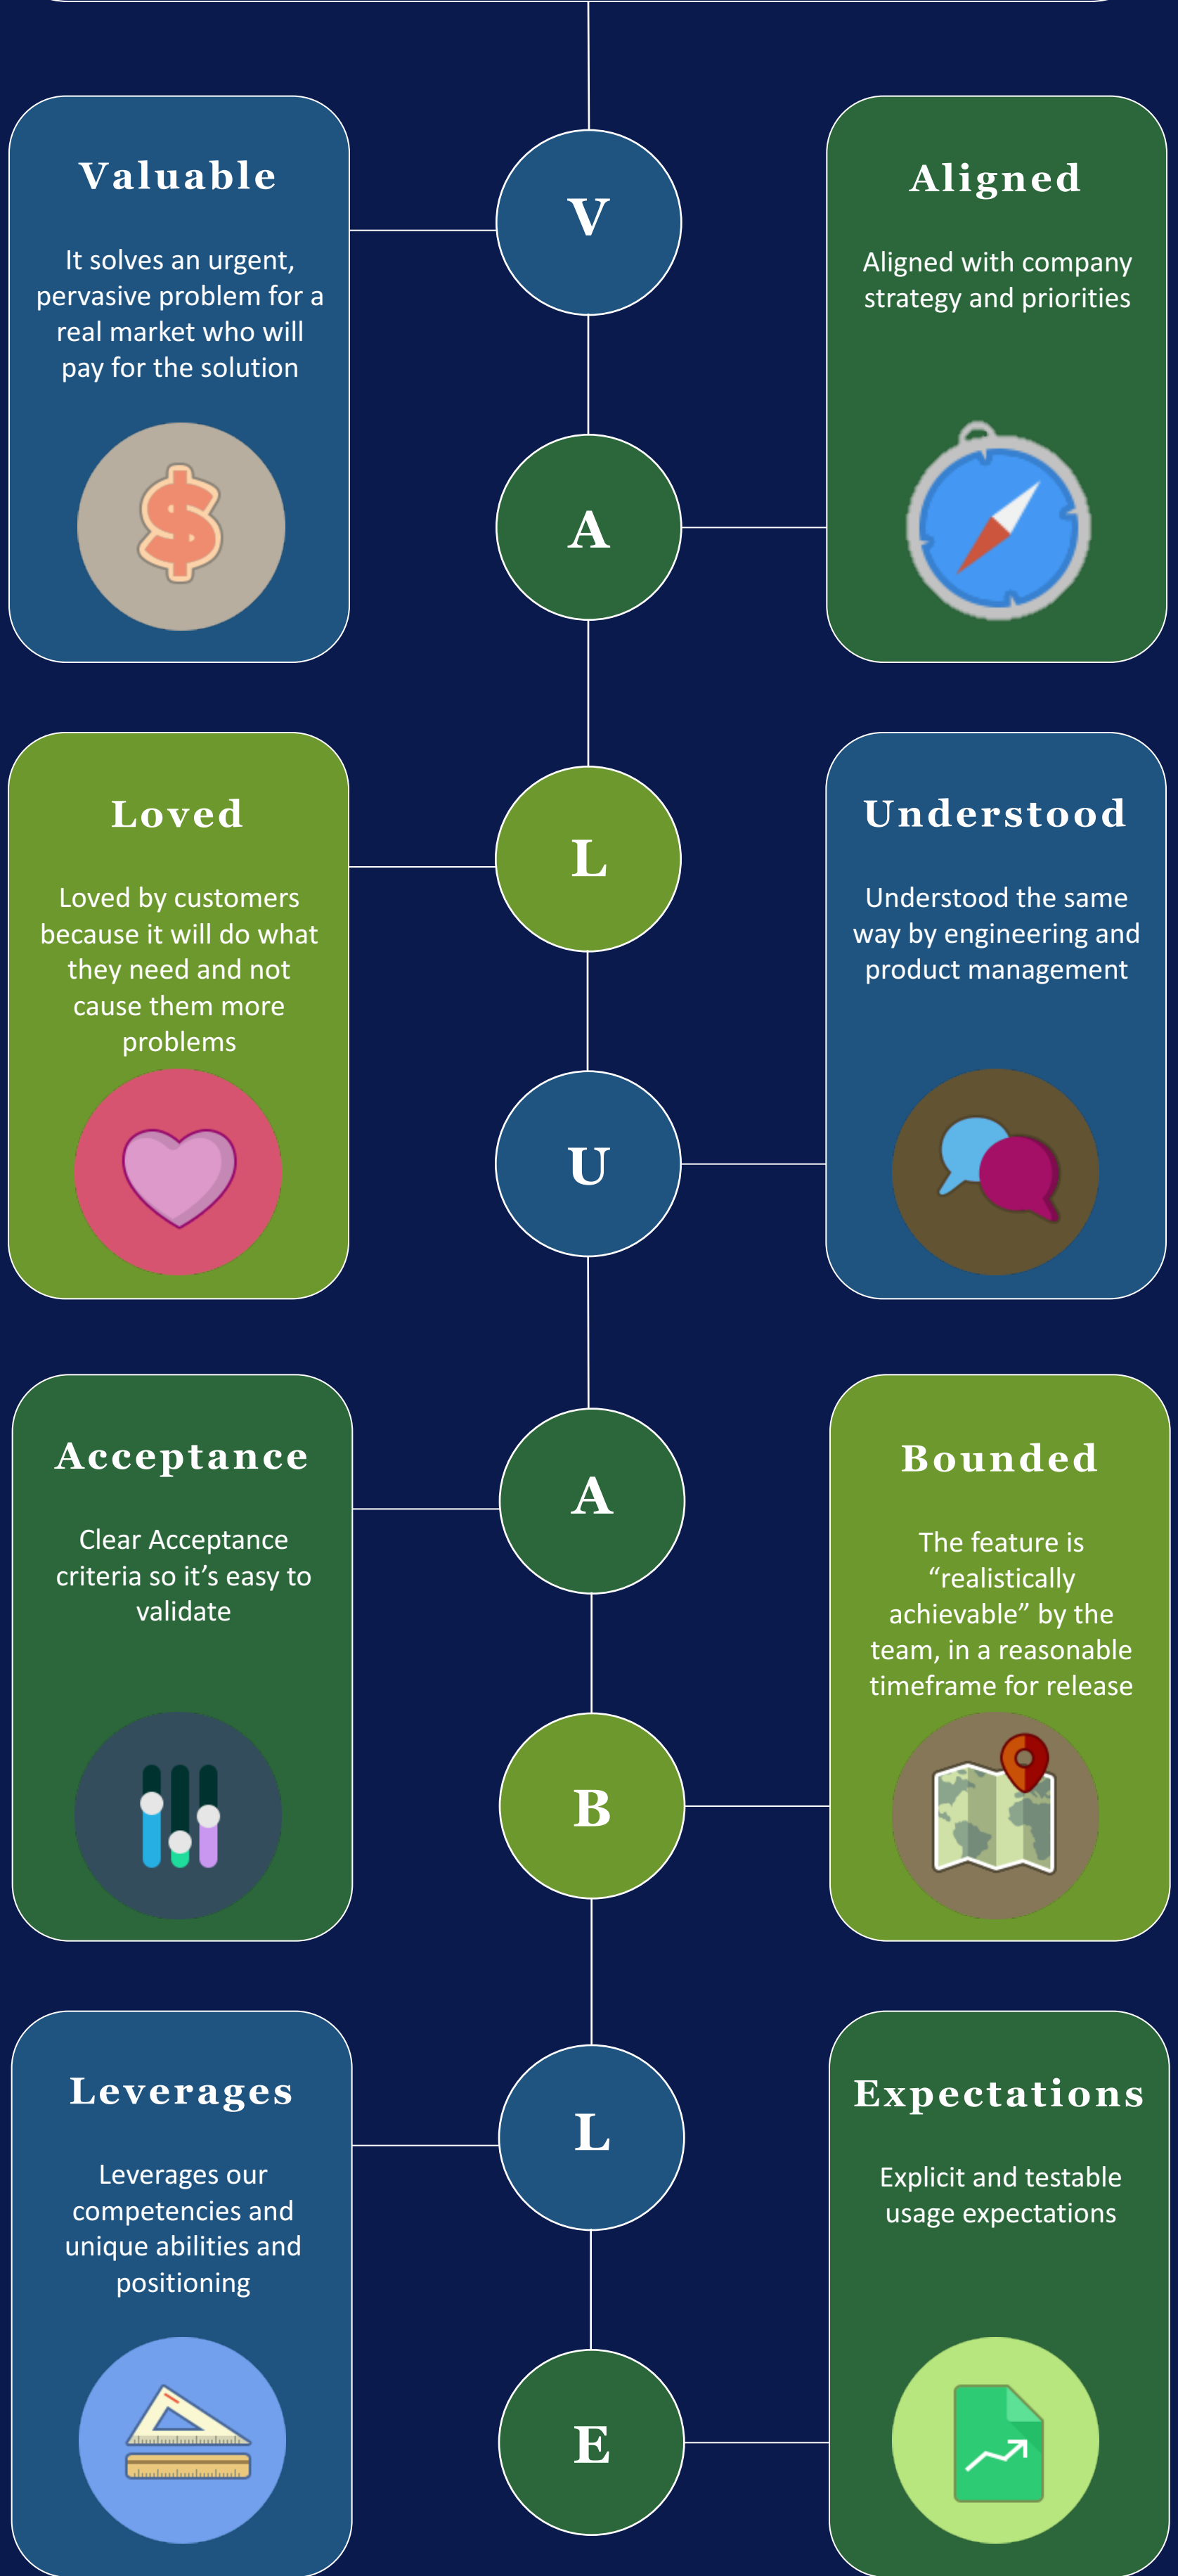 Valuable
It solves an urgent,
pervasive problem for a
real market who will
pay for the solution
V
Aligned
Aligned with company
strategy and priorities
A
Loved
Loved by customers
because it will do what
they need and not
cause them more
problems
L
Understood
Understood the same
way by engineering and
product management
U
Acceptance
Clear Acceptance
criteria so it’s easy to
validate
A
Bounded
The feature is
“realistically
achievable” by the
team, in a reasonable
timeframe for release
B
Leverages
Leverages our
competencies and
unique abilities and
positioning
L
Expectations
Explicit and testable
usage expectations
E